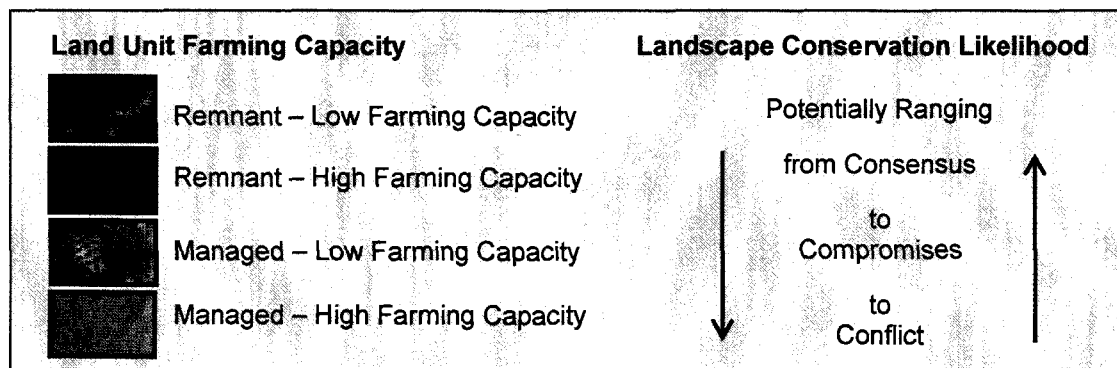 Land Unit Farming Capacity
Remnant – Low Farming Capacity
Remnant – High Farming Capacity
Managed – Low Farming Capacity
Managed – High Farming Capacity
Landscape Conservation Likelihood
Potentially Ranging
from Consensus
to
Compromises
to
Conflict